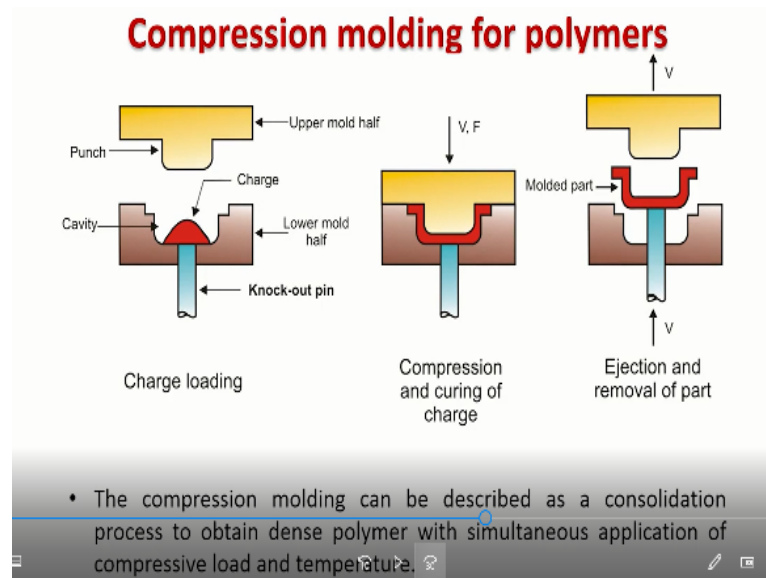 Compression molding for polymers
V
Upper mold half
V, F
Punch
Charge
Molded part
Cavity
Lower mold
half
Knock-out pin
V
Charge loading
Compression
and curing of
charge
Ejection and
removal of part
• The compression molding can be described as a consolidation
process to obtain dense polymer with simultaneous application of
compressive load and temperature.